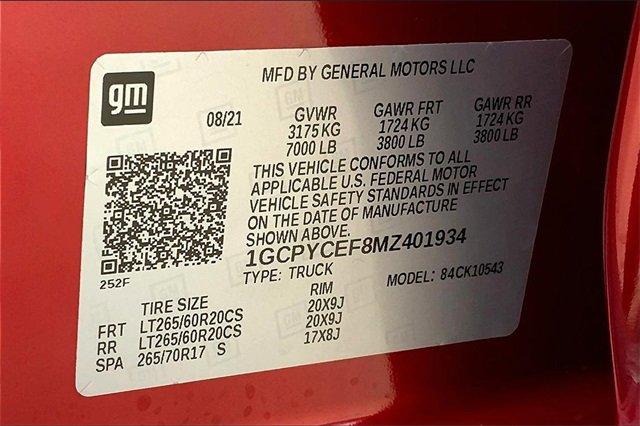 gm
MFD BY GENERAL MOTORS LLC
08/21 GVWR GAWR FRT GAWR RR
3175 KG 1724 KG 1724 KG
7000 LB 3800 LB 3800 LB
THIS VEHICLE CONFORMS TO ALL
APPLICABLE U.S. FEDERAL MOTOR
VEHICLE SAFETY STANDARDS IN EFFECT
ON THE DATE OF MANUFACTURE
SHOWN ABOVE.
1GCPYCEF8MZ401934
252F
TYPE: TRUCK MODEL: 84CK10543
TIRE SIZE RIM
FRT LT265/60R20CS 20X9J
RR LT265/60R20CS 20X9J
SPA 265/70R17 S 17X8J